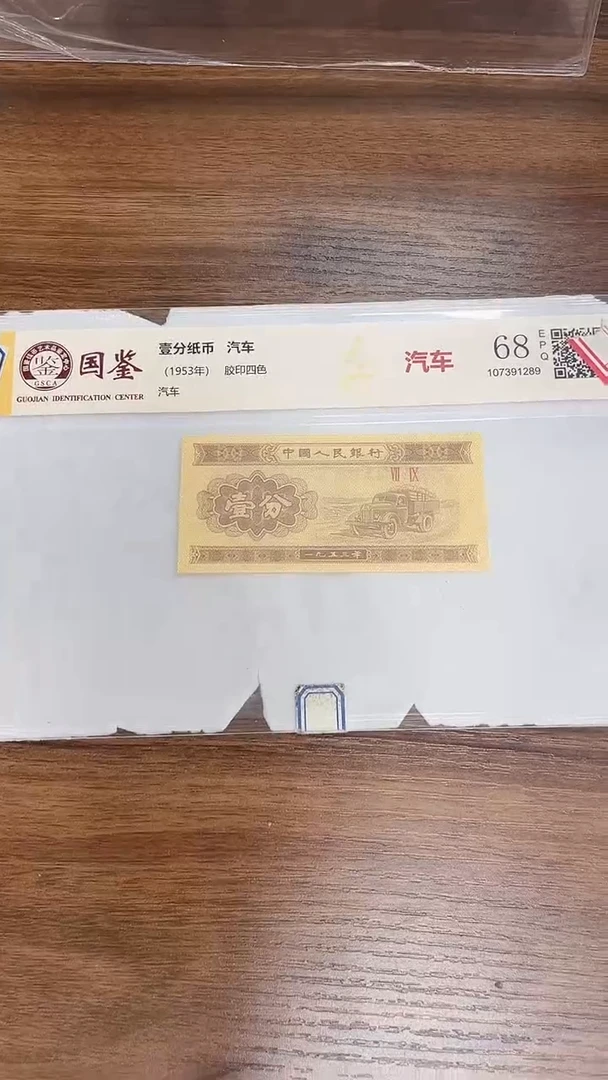 国鉴
GSCA
GUOJIAN IDENTIFICATION CENTER
壹分纸币 汽车
(1953年) 胶印四色
汽车
汽车
68
EPQ
107391289
中國人民銀行
VII IX
壹分
一九五三年